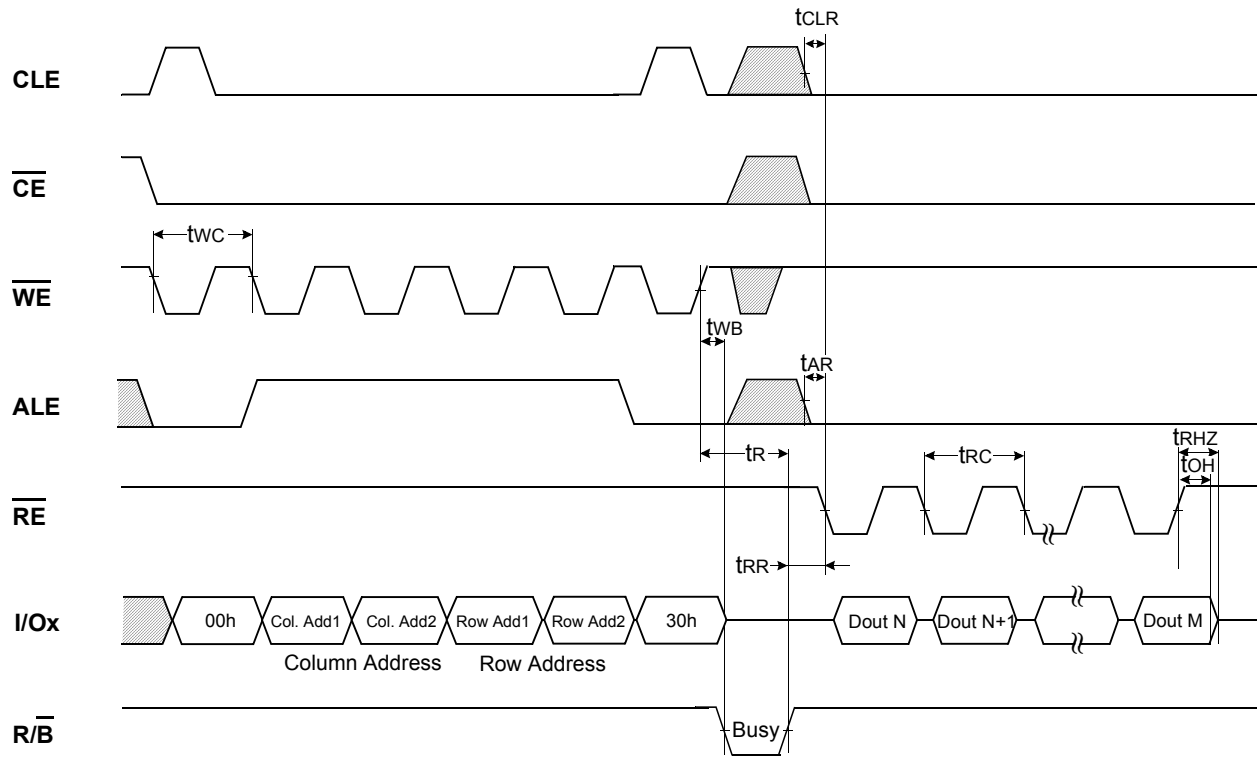 tCLR
CLE
CE
tWC
WE
tWB
tAR
ALE
tRHZ
tR
tRC
tOH
RE
tRR
I/Ox
00h
Col. Add1
Col. Add2
Row Add1
Row Add2
30h
Dout N
Dout N+1
Dout M
Column Address
Row Address
R/B
Busy